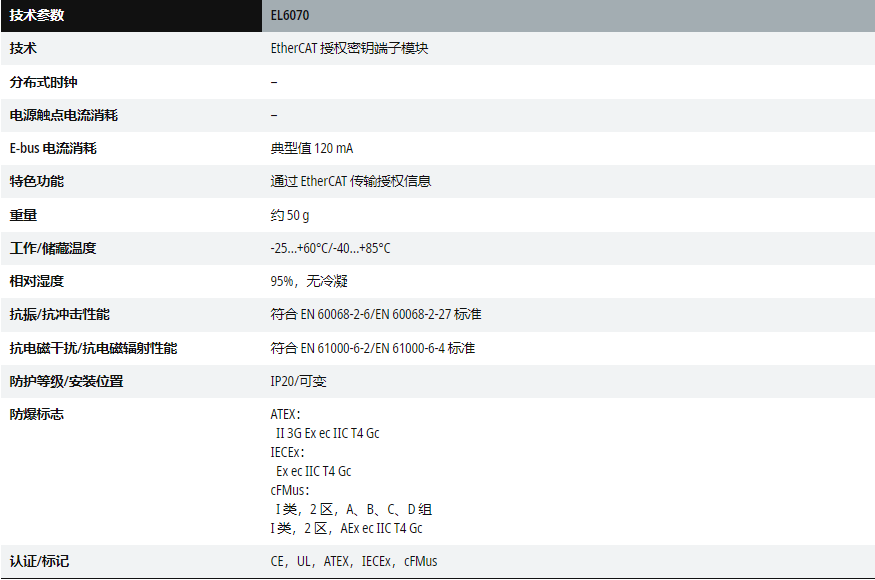 技术参数 EL6070
技术 EtherCAT 授权密钥端子模块
分布式时钟 –
电源触点电流消耗 –
E-bus 电流消耗 典型值 120 mA
特色功能 通过 EtherCAT 传输授权信息
重量 约 50 g
工作/储藏温度 -25…+60°C/-40…+85°C
相对湿度 95%，无冷凝
抗振/抗冲击性能 符合 EN 60068-2-6/EN 60068-2-27 标准
抗电磁干扰/抗电磁辐射性能 符合 EN 61000-6-2/EN 61000-6-4 标准
防护等级/安装位置 IP20/可变
防爆标志 ATEX：
II 3G Ex ec IIC T4 Gc
IECEx：
Ex ec IIC T4 Gc
cFMus：
I 类，2 区，A、B、C、D 组
I 类，2 区，AEx ec IIC T4 Gc
认证/标记 CE，UL，ATEX，IECEx，cFMus